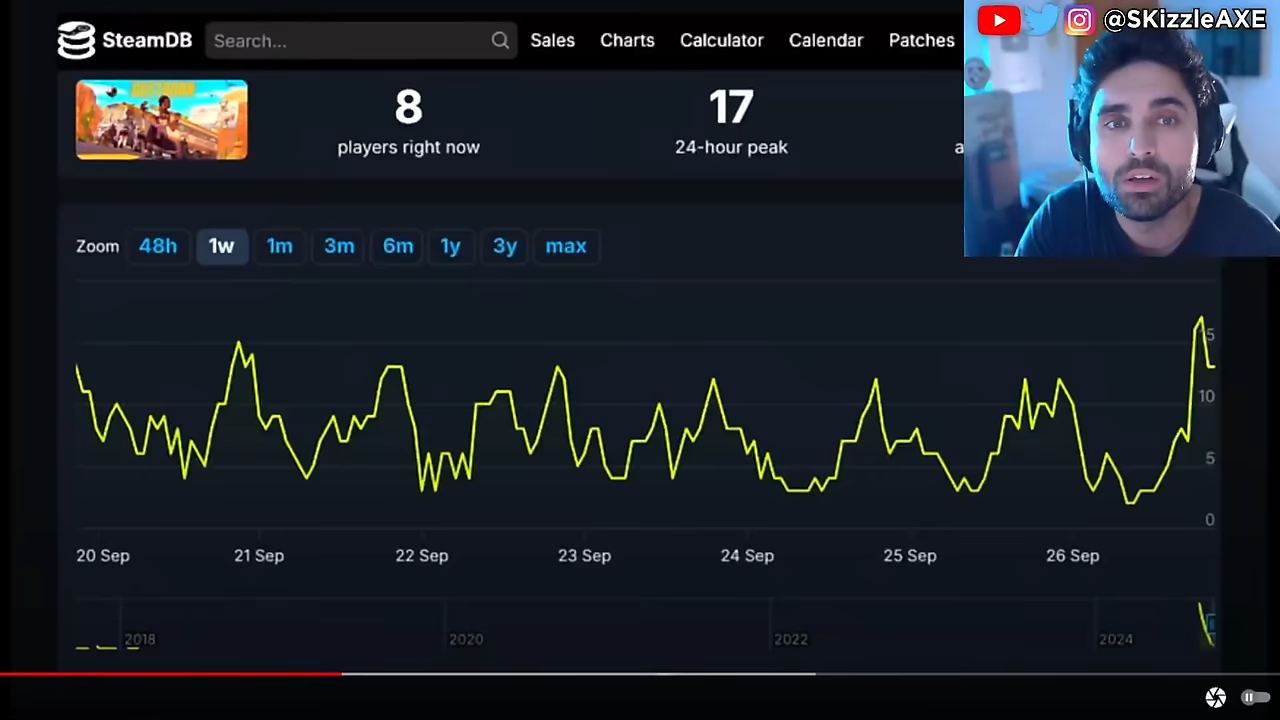 SteamDB
Search...
Sales
Charts
Calculator
Calendar
Patches
@SKizzleAXE
8
players right now
17
24-hour peak
a
Zoom
48h
1w
1m
3m
6m
1y
3y
max
15
10
5
0
20 Sep
21 Sep
22 Sep
23 Sep
24 Sep
25 Sep
26 Sep
2018
2020
2022
2024